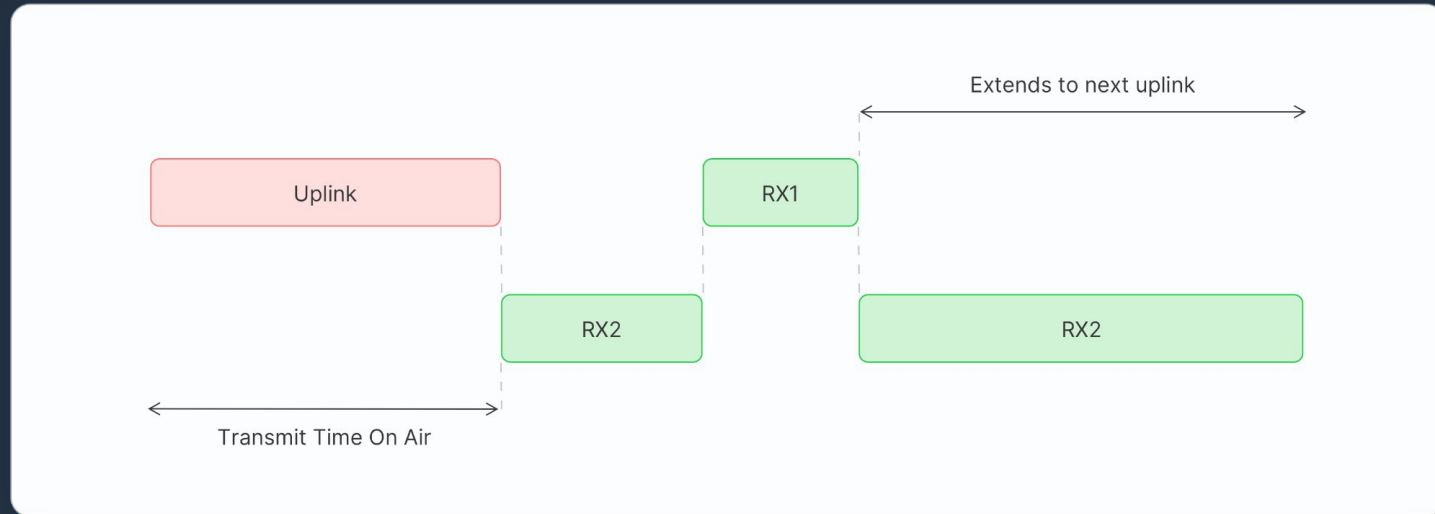 Extends to next uplink
Uplink
RX1
RX2
RX2
Transmit Time On Air